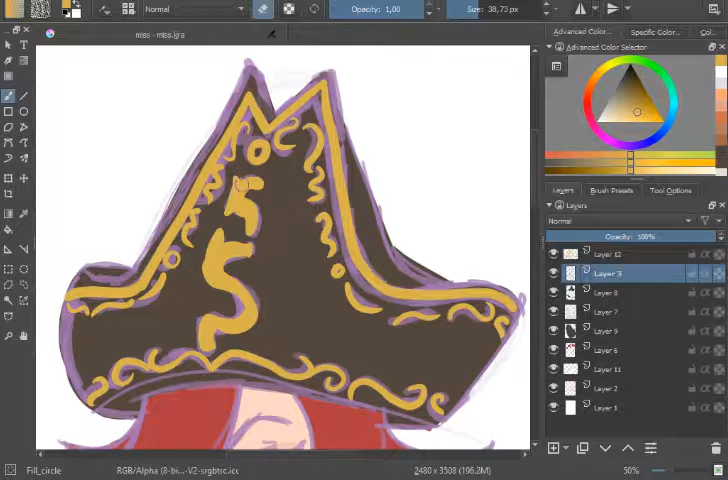 Normal
Opacity: 1,00
Size: 38,73 px
miss - miss.kra
Advanced Color...
Specific Color...
Col...
Advanced Color Selector
Layers
Brush Presets
Tool Options
Layers
Normal
Opacity: 100%
Layer 12
Layer 3
Layer 8
Layer 7
Layer 9
Layer 6
Layer 11
Layer 2
Layer 1
Fill_circle
RGB/Alpha (8-bi...-V2-srgbtrc.icc
2480 x 3508 (196.2M)
50%